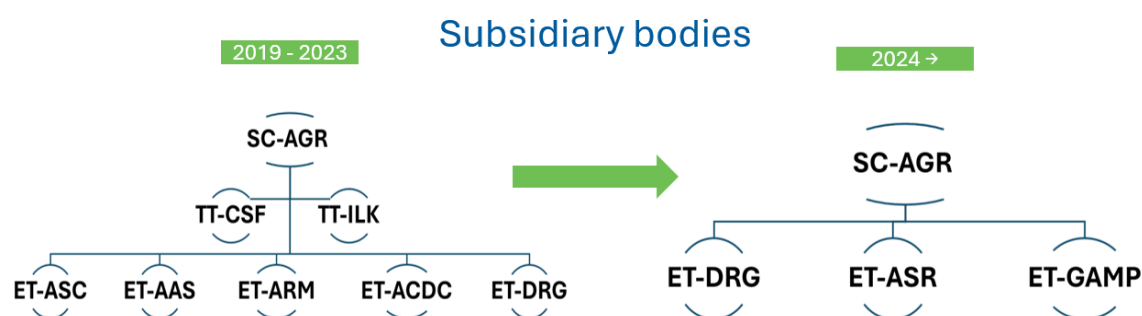 Subsidiary bodies
2019 - 2023
2024 →
SC-AGR
TT-CSF TT-ILK
ET-ASC ET-AAS ET-ARM ET-ACDC ET-DRG
SC-AGR
ET-DRG ET-ASR ET-GAMP